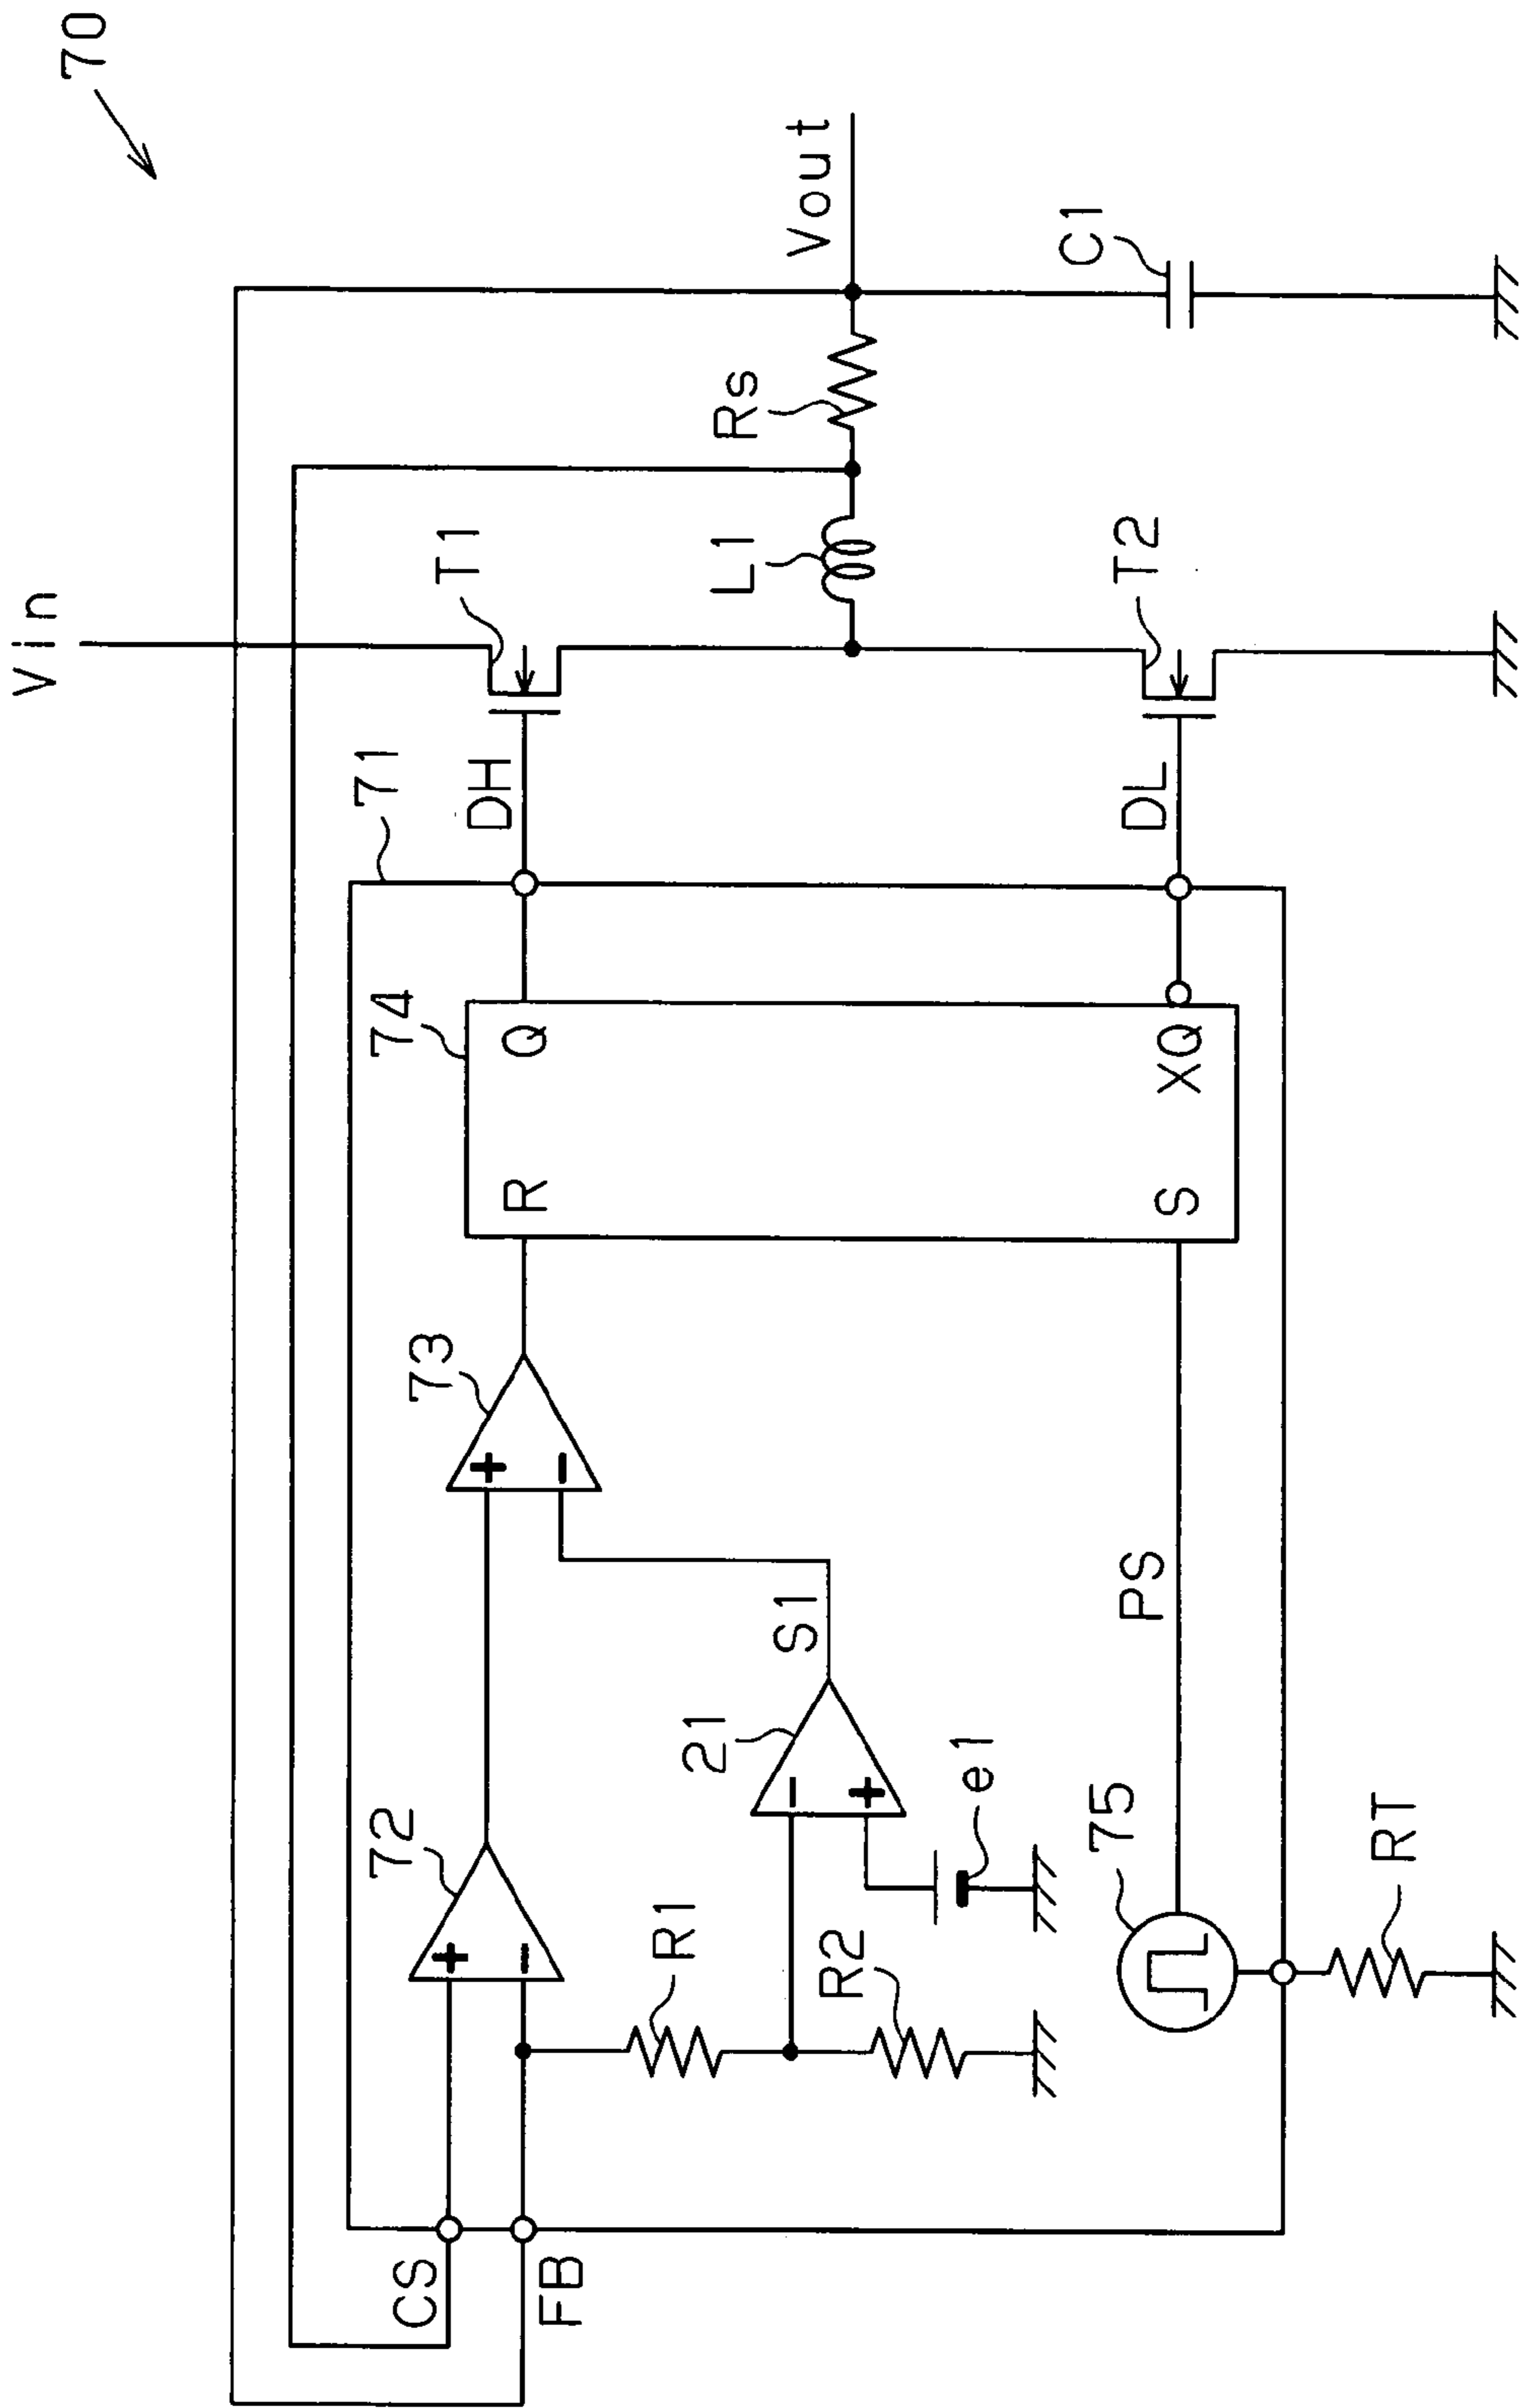 70
Vin
71
T1
CS
FB
72
73
74
DH
R
Q
R1
21
S1
L1
Rs
Vout
R2
e1
75
PS
S
XQ
DL
T2
C1
RT
+
−
+
−
−
+